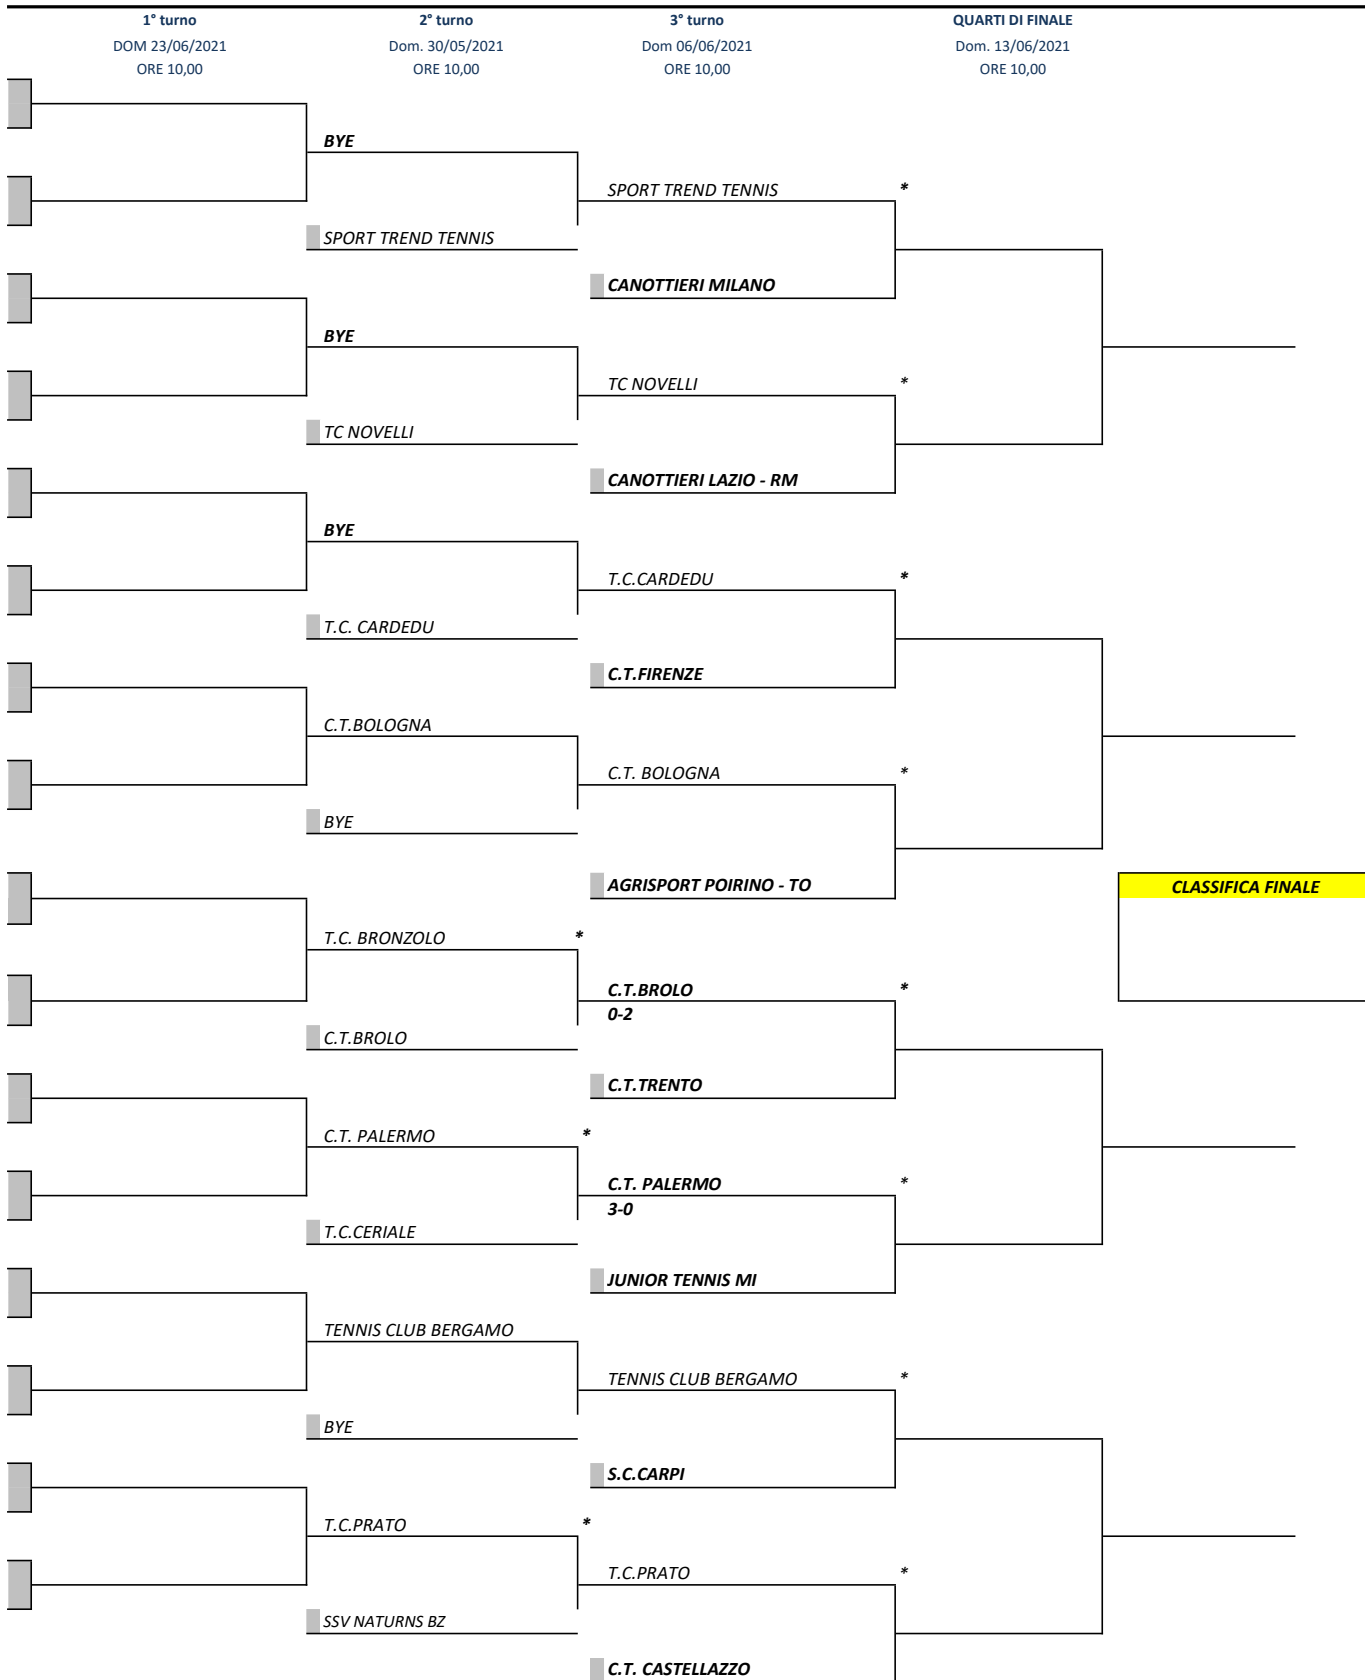 1° turno 2° turno 3° turno QUARTI DI FINALE
DOM 23/06/2021 Dom. 30/05/2021 Dom 06/06/2021 Dom. 13/06/2021
ORE 10,00 ORE 10,00 ORE 10,00 ORE 10,00
BYE
SPORT TREND TENNIS *
SPORT TREND TENNIS
CANOTTIERI MILANO
BYE
TC NOVELLI *
TC NOVELLI
CANOTTIERI LAZIO - RM
BYE
T.C.CARDEDU *
T.C. CARDEDU
C.T.FIRENZE
C.T.BOLOGNA
C.T. BOLOGNA *
BYE
AGRISPORT POIRINO - TO CLASSIFICA FINALE
T.C. BRONZOLO *
C.T.BROLO *
0-2
C.T.BROLO
C.T.TRENTO
C.T. PALERMO *
C.T. PALERMO *
3-0
T.C.CERIALE
JUNIOR TENNIS MI
TENNIS CLUB BERGAMO
TENNIS CLUB BERGAMO *
BYE
S.C.CARPI
T.C.PRATO *
T.C.PRATO *
SSV NATURNS BZ
C.T. CASTELLAZZO